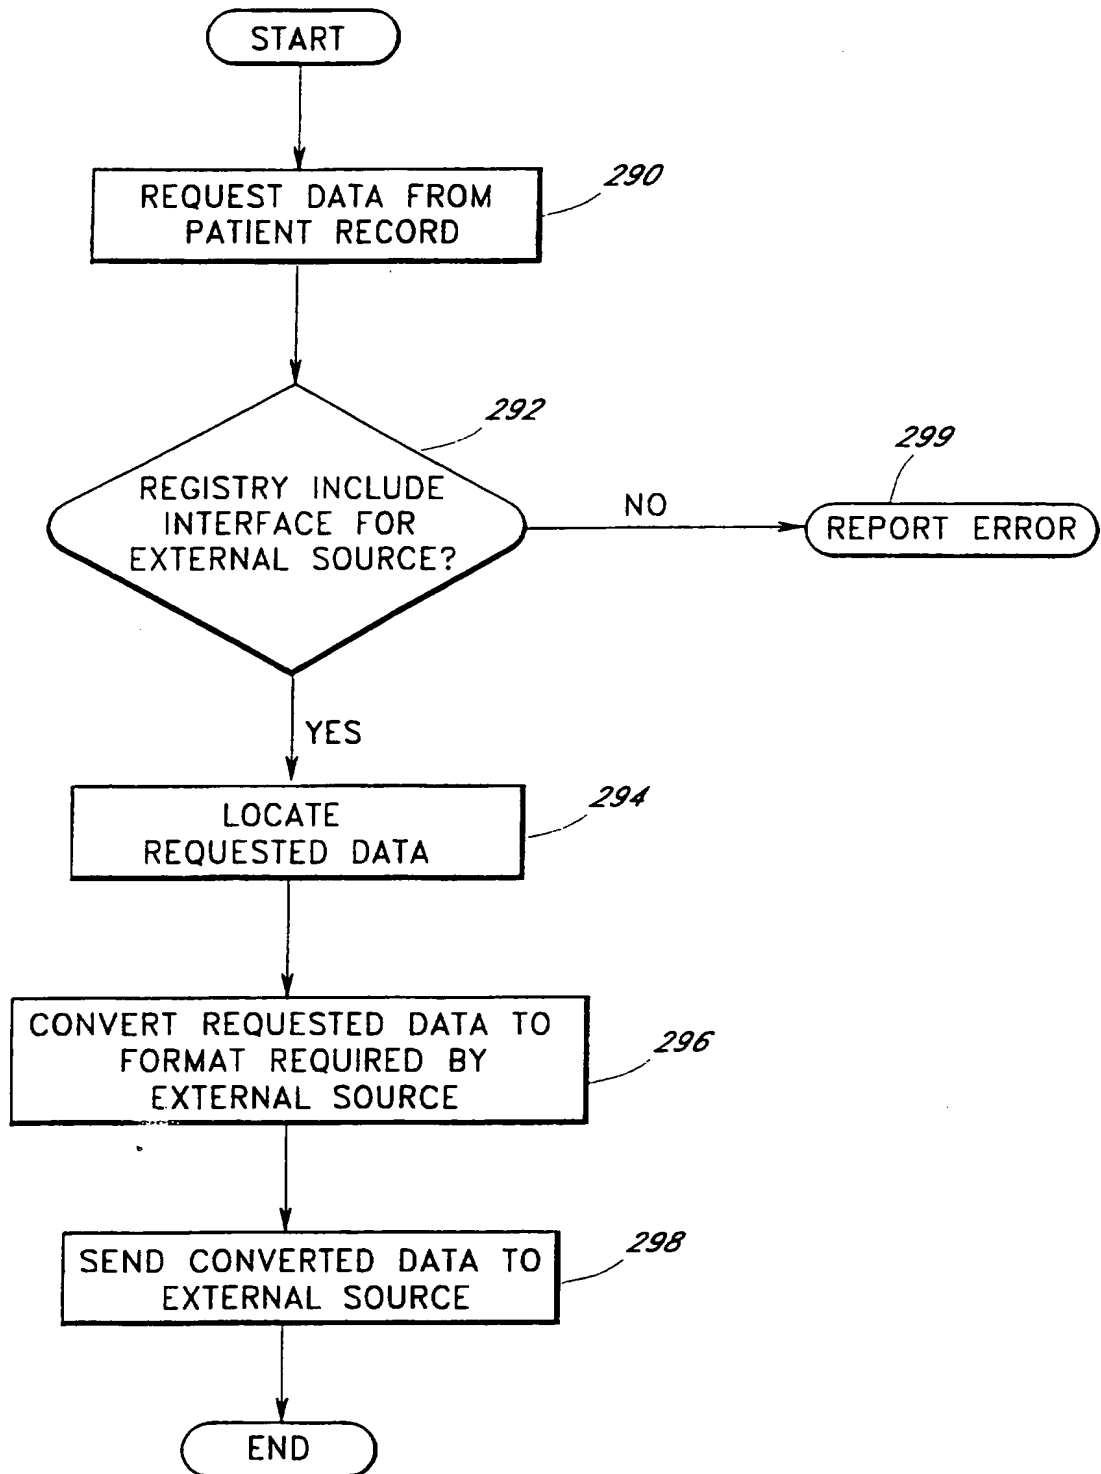 START
REQUEST DATA FROM
PATIENT RECORD
290
292
REGISTRY INCLUDE
INTERFACE FOR
EXTERNAL SOURCE?
NO
299
REPORT ERROR
YES
LOCATE
REQUESTED DATA
294
CONVERT REQUESTED DATA TO
FORMAT REQUIRED BY
EXTERNAL SOURCE
296
SEND CONVERTED DATA TO
EXTERNAL SOURCE
298
END